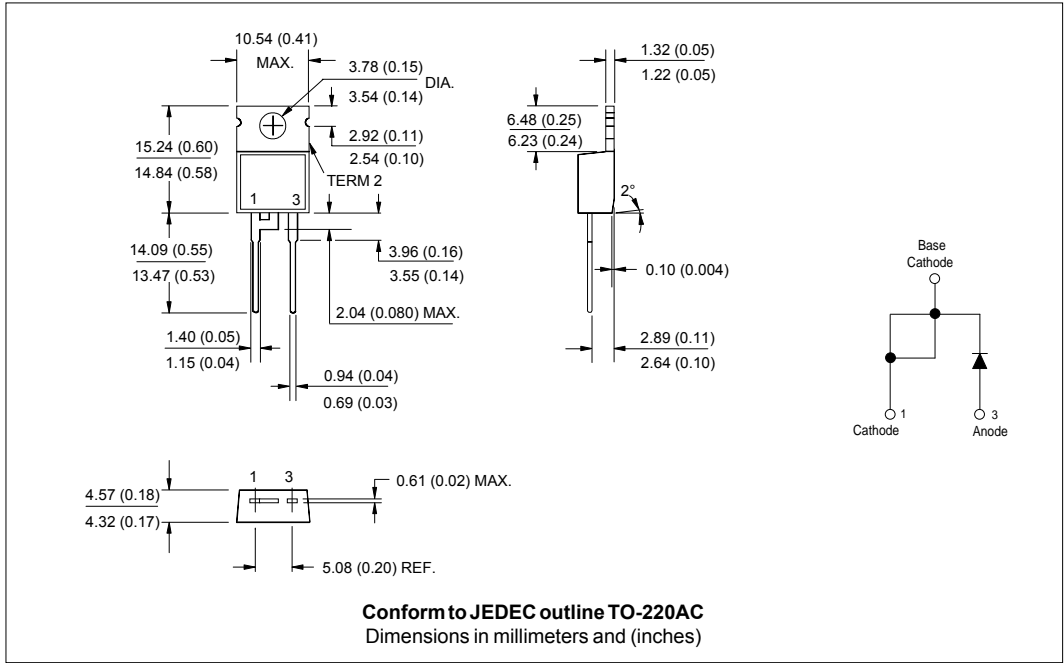 10.54 (0.41)
MAX.
3.78 (0.15)
3.54 (0.14)
DIA.
2.92 (0.11)
2.54 (0.10)
TERM 2
15.24 (0.60)
14.84 (0.58)
1 3
14.09 (0.55)
13.47 (0.53)
3.96 (0.16)
3.55 (0.14)
2.04 (0.080) MAX.
1.40 (0.05)
1.15 (0.04)
0.94 (0.04)
0.69 (0.03)
1.32 (0.05)
1.22 (0.05)
6.48 (0.25)
6.23 (0.24)
2°
0.10 (0.004)
2.89 (0.11)
2.64 (0.10)
Base
Cathode
1
Cathode
3
Anode
1 3
0.61 (0.02) MAX.
4.57 (0.18)
4.32 (0.17)
5.08 (0.20) REF.
Conform to JEDEC outline TO-220AC
Dimensions in millimeters and (inches)